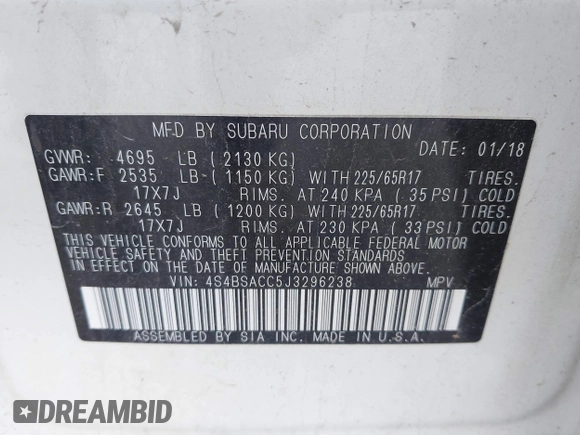 MFD BY SUBARU CORPORATION
GVWR: 4695 LB (2130 KG) DATE: 01/18
GAWR:F 2535 LB (1150 KG) WITH 225/65R17 TIRES.
17X7J RIMS. AT 240 KPA (35 PSI) COLD
GAWR:R 2645 LB (1200 KG) WITH 225/65R17 TIRES.
17X7J RIMS. AT 230 KPA (33 PSI) COLD
THIS VEHICLE CONFORMS TO ALL APPLICABLE FEDERAL MOTOR
VEHICLE SAFETY AND THEFT PREVENTION STANDARDS
IN EFFECT ON THE DATE OF MANUFACTURE SHOWN ABOVE.
VIN: 4S4BSACC5J3296238 MPV
ASSEMBLED BY SIA INC. MADE IN U.S.A.
DREAMBID